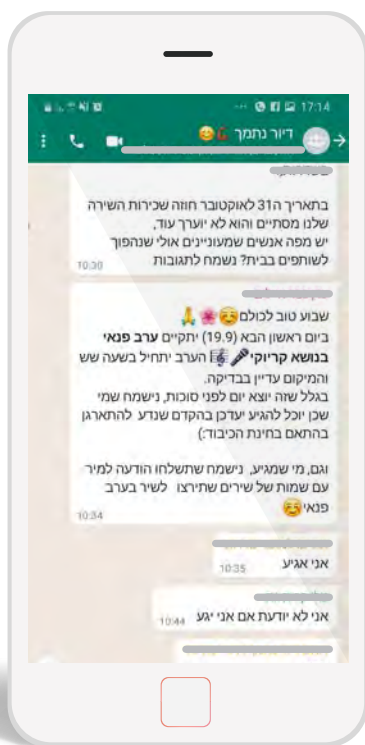 17:14
דיור נתמך
בתאריך ה31 לאוקטובר חוזה שכירות השירה
שלנו מסתיים והוא לא יוערך עוד,
יש מפה אנשים שמעוניינים אולי שנהפוך
לשותפים בבית? נשמח לתגובות
10:30
שבוע טוב לכולם☺️🌸🙏
ביום ראשון הבא (19.9) יתקיים ערב פנאי
בנושא קריוקי🎤🎼 הערב יתחיל בשעה שש
והמיקום עדיין בבדיקה.
בגלל שזה יוצא יום לפני סוכות, נישמח שמי
שכן יוכל להגיע יעדכן בהקדם שנדע להתארגן
בהתאם בחינת הכיבוד:)
וגם, מי שמגיע, נישמח שתשלחו הודעה למיר
עם שמות של שירים שתירצו לשיר בערב
פנאי☺️
10:34
אני אגיע
10:35
אני לא יודעת אם אני יגע
10:44